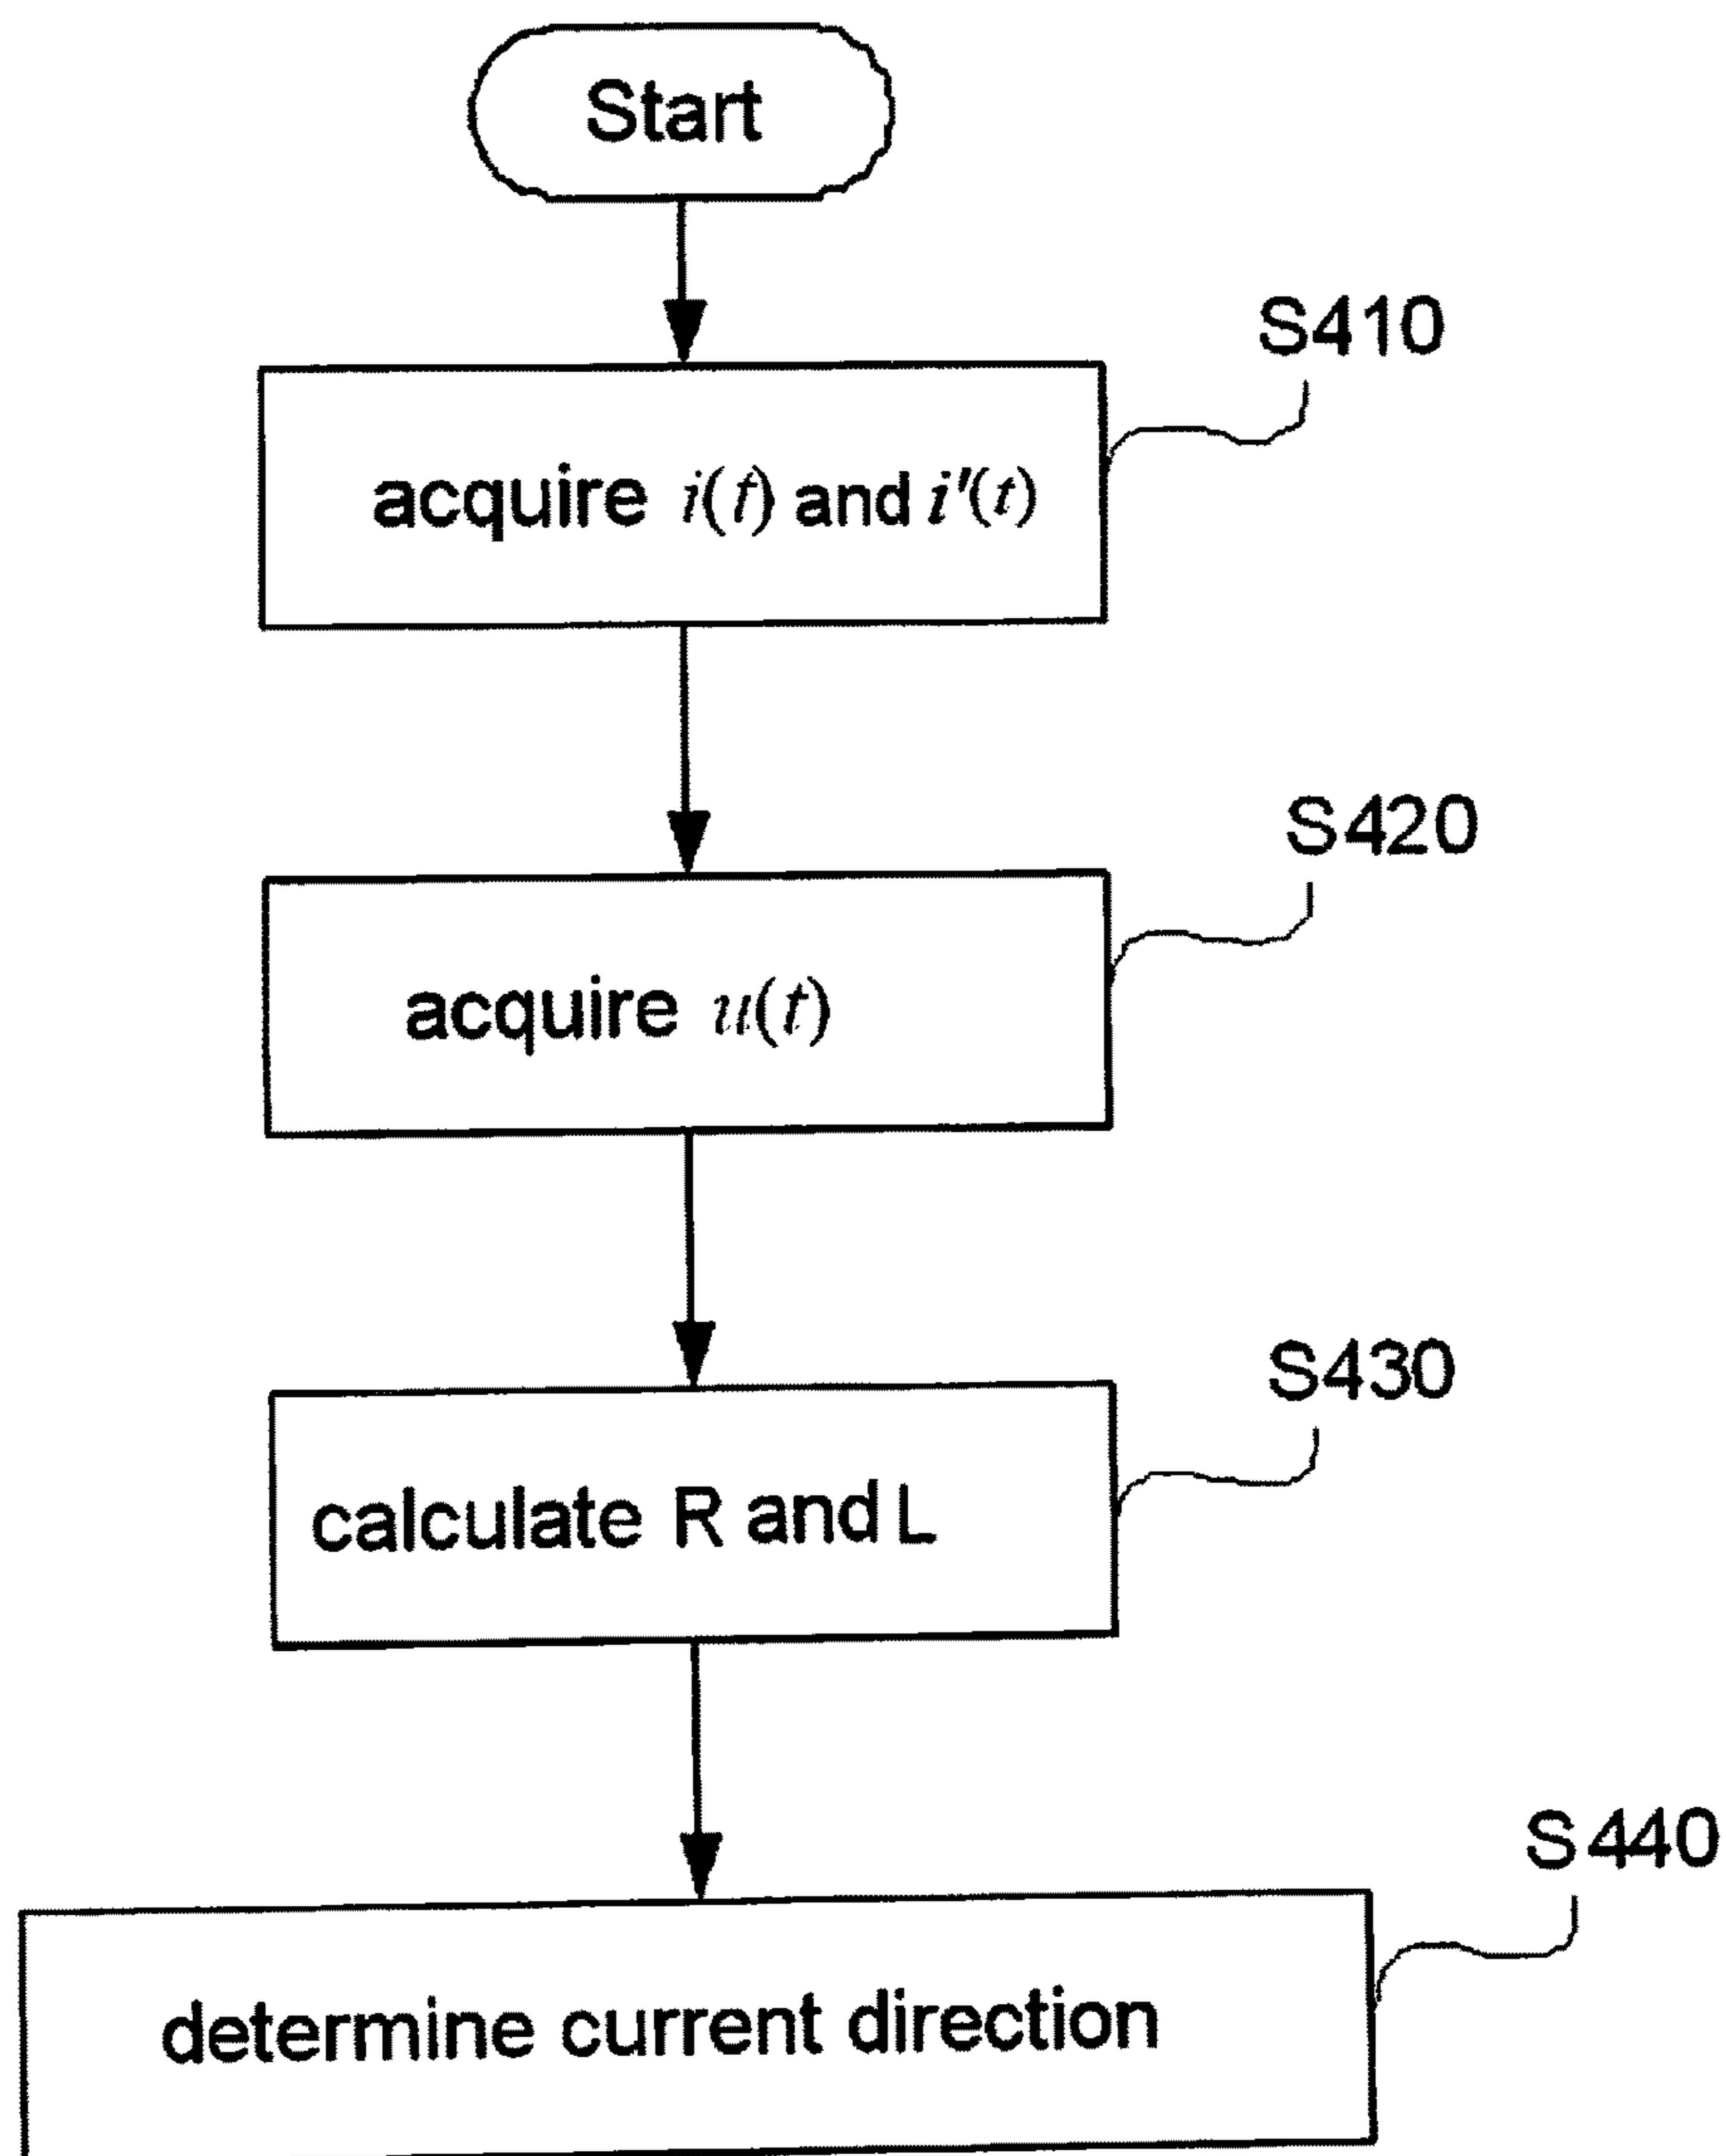 Start
S410
acquire i(t) and i'(t)
S420
acquire u(t)
S430
calculate R and L
S440
determine current direction